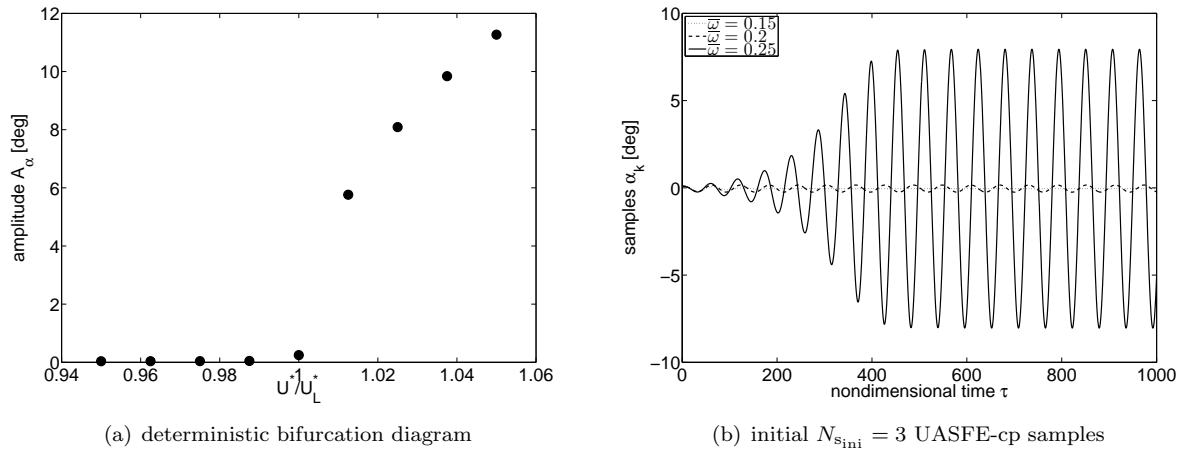 12
10
8
6
4
2
0
0.94 0.96 0.98 1 1.02 1.04 1.06
amplitude A_α [deg]
U*/U*_L
(a) deterministic bifurcation diagram
10
5
0
−5
−10
0 200 400 600 800 1000
samples α_k [deg]
nondimensional time τ
ω̅ = 0.15
ω̅ = 0.2
ω̅ = 0.25
(b) initial N_{s_ini} = 3 UASFE-cp samples